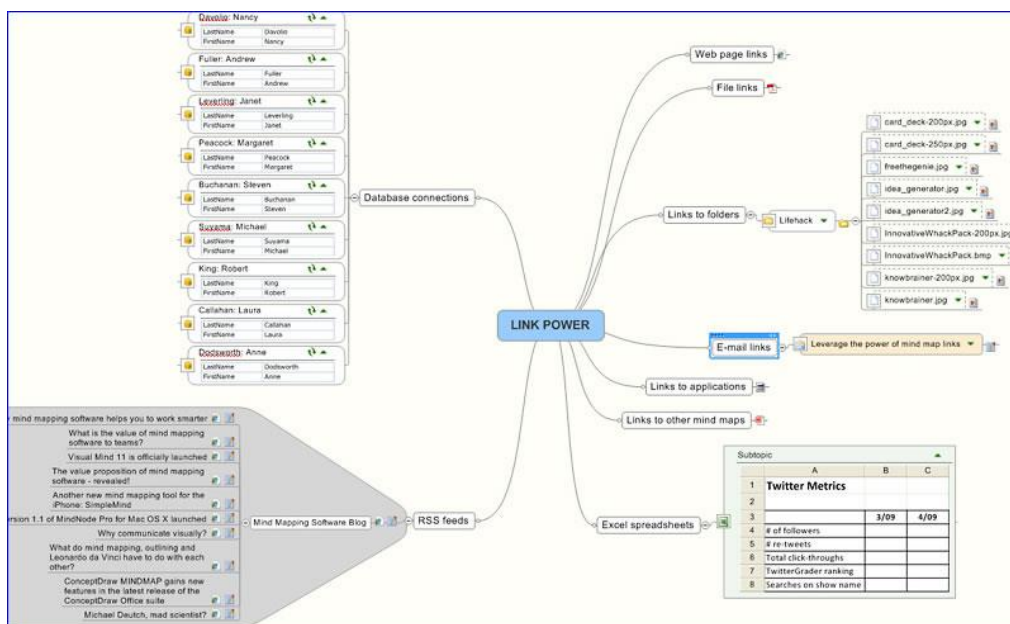 Davolio: Nancy
LastName Davolio
FirstName Nancy
Fuller: Andrew
LastName Fuller
FirstName Andrew
Leverling: Janet
LastName Leverling
FirstName Janet
Peacock: Margaret
LastName Peacock
FirstName Margaret
Buchanan: Steven
LastName Buchanan
FirstName Steven
Suyama: Michael
LastName Suyama
FirstName Michael
King: Robert
LastName King
FirstName Robert
Callahan: Laura
LastName Callahan
FirstName Laura
Dodsworth: Anne
LastName Dodsworth
FirstName Anne
Database connections
LINK POWER
Web page links
File links
Links to folders
Lifehack
card_deck-200px.jpg
card_deck-250px.jpg
freethegenie.jpg
idea_generator.jpg
idea_generator2.jpg
InnovativeWhackPack-200px.jpg
InnovativeWhackPack.bmp
knowbrainer-200px.jpg
knowbrainer.jpg
E-mail links
Leverage the power of mind map links
Links to applications
Links to other mind maps
Excel spreadsheets
Subtopic
A B C
1 Twitter Metrics
2
3 3/09 4/09
4 # of followers
5 # re-tweets
6 Total click-throughs
7 TwitterGrader ranking
8 Searches on show name
RSS feeds
Mind Mapping Software Blog
mind mapping software helps you to work smarter
What is the value of mind mapping
software to teams?
Visual Mind 11 is officially launched
The value proposition of mind mapping
software - revealed!
Another new mind mapping tool for the
iPhone: SimpleMind
ersion 1.1 of MindNode Pro for Mac OS X launched
Why communicate visually?
What do mind mapping, outlining and
Leonardo da Vinci have to do with each
other?
ConceptDraw MINDMAP gains new
features in the latest release of the
ConceptDraw Office suite
Michael Deutch, mad scientist?